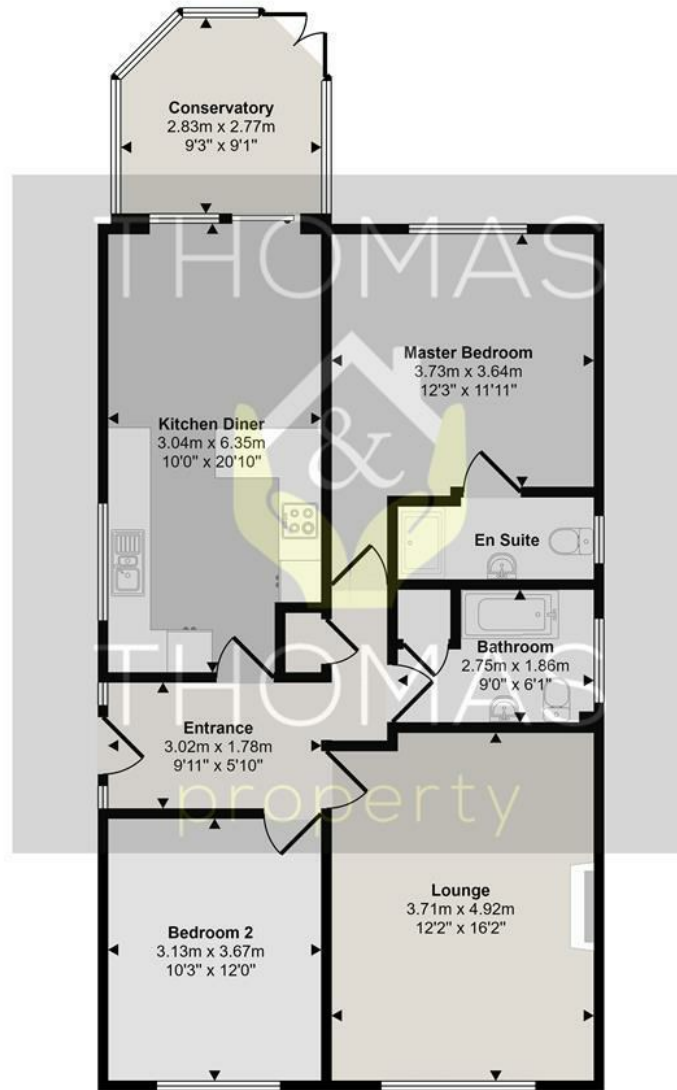 Conservatory
2.83m x 2.77m
9'3" x 9'1"
THOMAS
Master Bedroom
3.73m x 3.64m
12'3" x 11'11"
Kitchen Diner
3.04m x 6.35m
10'0" x 20'10"
&
En Suite
Bathroom
2.75m x 1.86m
9'0" x 6'1"
THOMAS
Entrance
3.02m x 1.78m
9'11" x 5'10"
property
Lounge
3.71m x 4.92m
12'2" x 16'2"
Bedroom 2
3.13m x 3.67m
10'3" x 12'0"